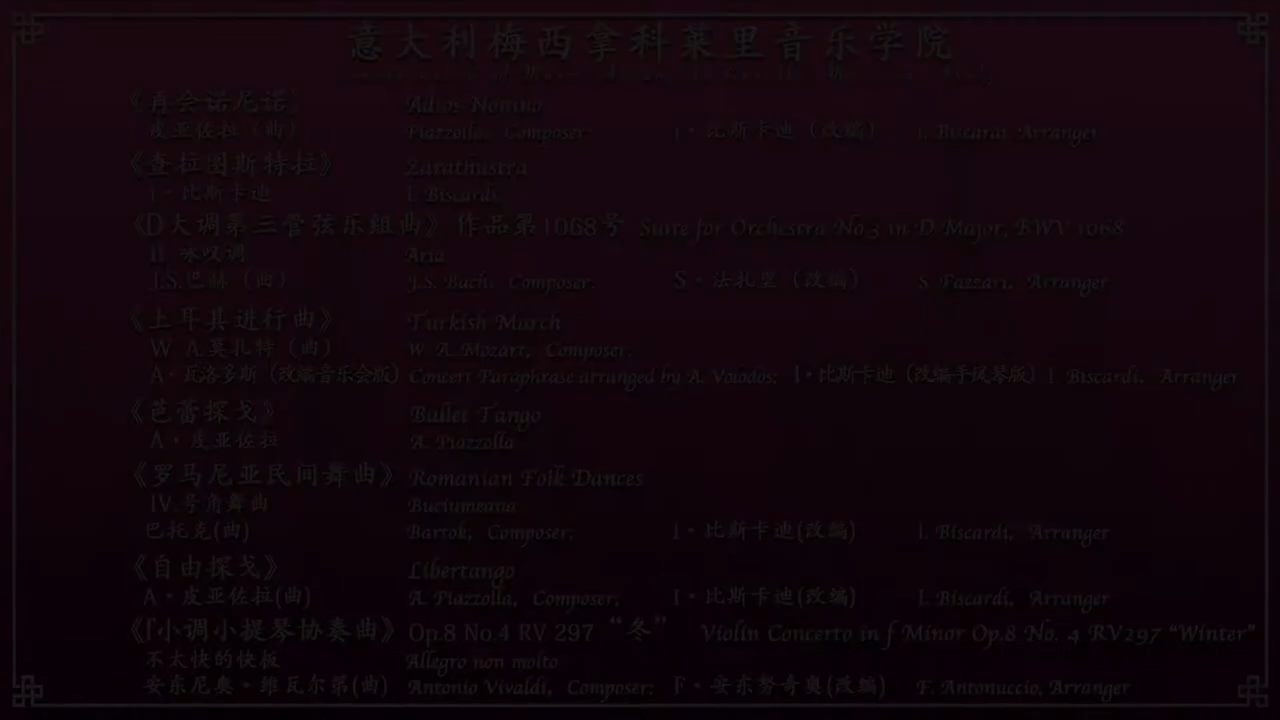 意大利梅西拿科莱里音乐学院
《再会诺尼诺》 Adios Nonino
皮亚佐拉（曲） Piazzolla, Composer; I·比斯卡迪（改编） I. Biscardi, Arranger
《查拉图斯特拉》 Zarathustra
I·比斯卡迪 I. Biscardi
《D大调第三管弦乐组曲》作品第1068号 Suite for Orchestra No.3 in D Major, BWV 1068
II. 咏叹调 Aria
J.S.巴赫（曲） J.S. Bach, Composer; S·法扎里（改编） S. Fazzari, Arranger
《土耳其进行曲》 Turkish March
W. A.莫扎特（曲） W. A. Mozart, Composer;
A·瓦洛多斯（改编音乐会版） Concert Paraphrase arranged by A. Volodos; I·比斯卡迪（改编手风琴版） I. Biscardi, Arranger
《芭蕾探戈》 Ballet Tango
A·皮亚佐拉 A. Piazzolla
《罗马尼亚民间舞曲》 Romanian Folk Dances
IV.号角舞曲 Buciumeana
巴托克(曲) Bartok, Composer; I·比斯卡迪(改编) I. Biscardi, Arranger
《自由探戈》 Libertango
A·皮亚佐拉(曲) A. Piazzolla, Composer; I·比斯卡迪(改编) I. Biscardi, Arranger
《f小调小提琴协奏曲》Op.8 No.4 RV 297 “冬” Violin Concerto in f Minor Op.8 No. 4 RV297 “Winter”
不太快的快板 Allegro non molto
安东尼奥·维瓦尔第(曲) Antonio Vivaldi, Composer; F·安东努奇奥(改编) F. Antonuccio, Arranger